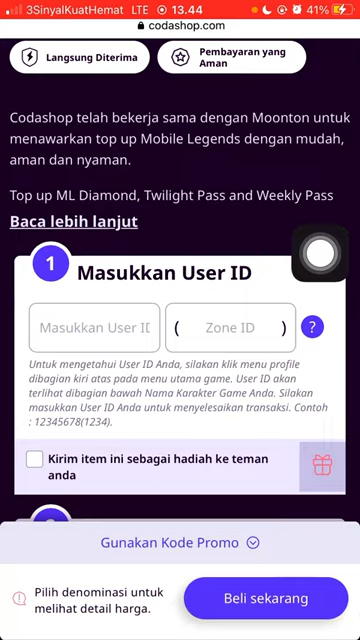 3SinyalKuatHemat LTE 13.44 41%
codashop.com
Langsung Diterima
Pembayaran yang
Aman
Codashop telah bekerja sama dengan Moonton untuk
menawarkan top up Mobile Legends dengan mudah,
aman dan nyaman.
Top up ML Diamond, Twilight Pass and Weekly Pass
Baca lebih lanjut
1
Masukkan User ID
Masukkan User ID
( Zone ID )
?
Untuk mengetahui User ID Anda, silakan klik menu profile
dibagian kiri atas pada menu utama game. User ID akan
terlihat dibagian bawah Nama Karakter Game Anda. Silakan
masukkan User ID Anda untuk menyelesaikan transaksi. Contoh
: 12345678(1234).
Kirim item ini sebagai hadiah ke teman
anda
Gunakan Kode Promo
Pilih denominasi untuk
melihat detail harga.
Beli sekarang